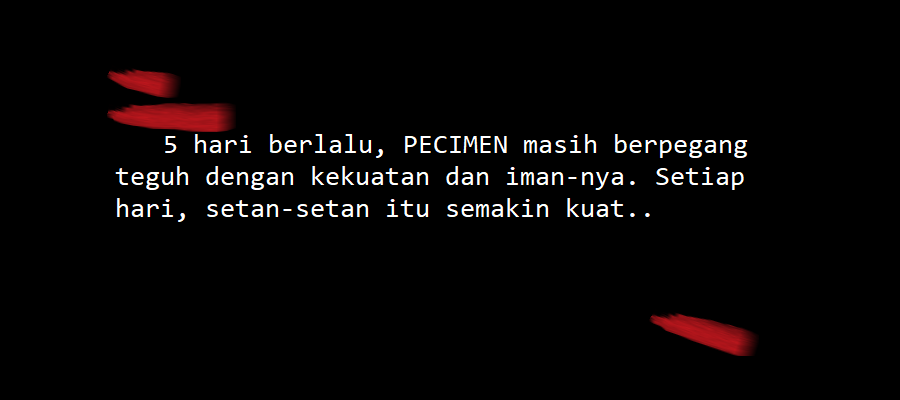 5 hari berlalu, PECIMEN masih berpegang
teguh dengan kekuatan dan iman-nya. Setiap
hari, setan-setan itu semakin kuat..